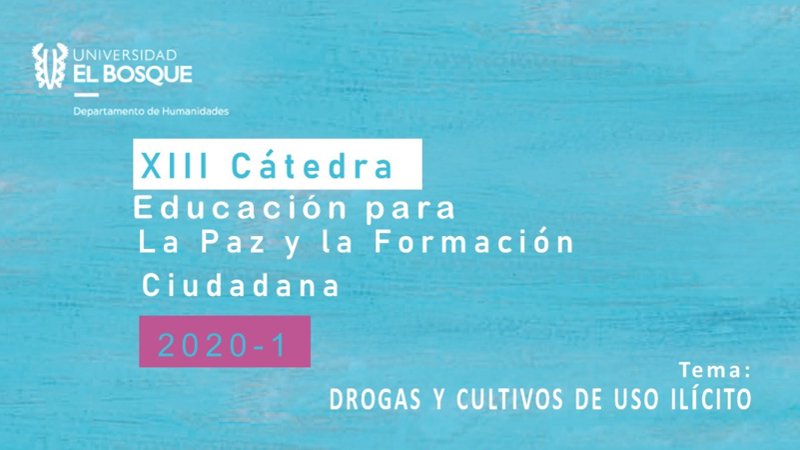 UNIVERSIDAD
EL BOSQUE
Departamento de Humanidades
XIII Cátedra
Educación para
La Paz y la Formación
Ciudadana
2020-1
Tema:
DROGAS Y CULTIVOS DE USO ILÍCITO